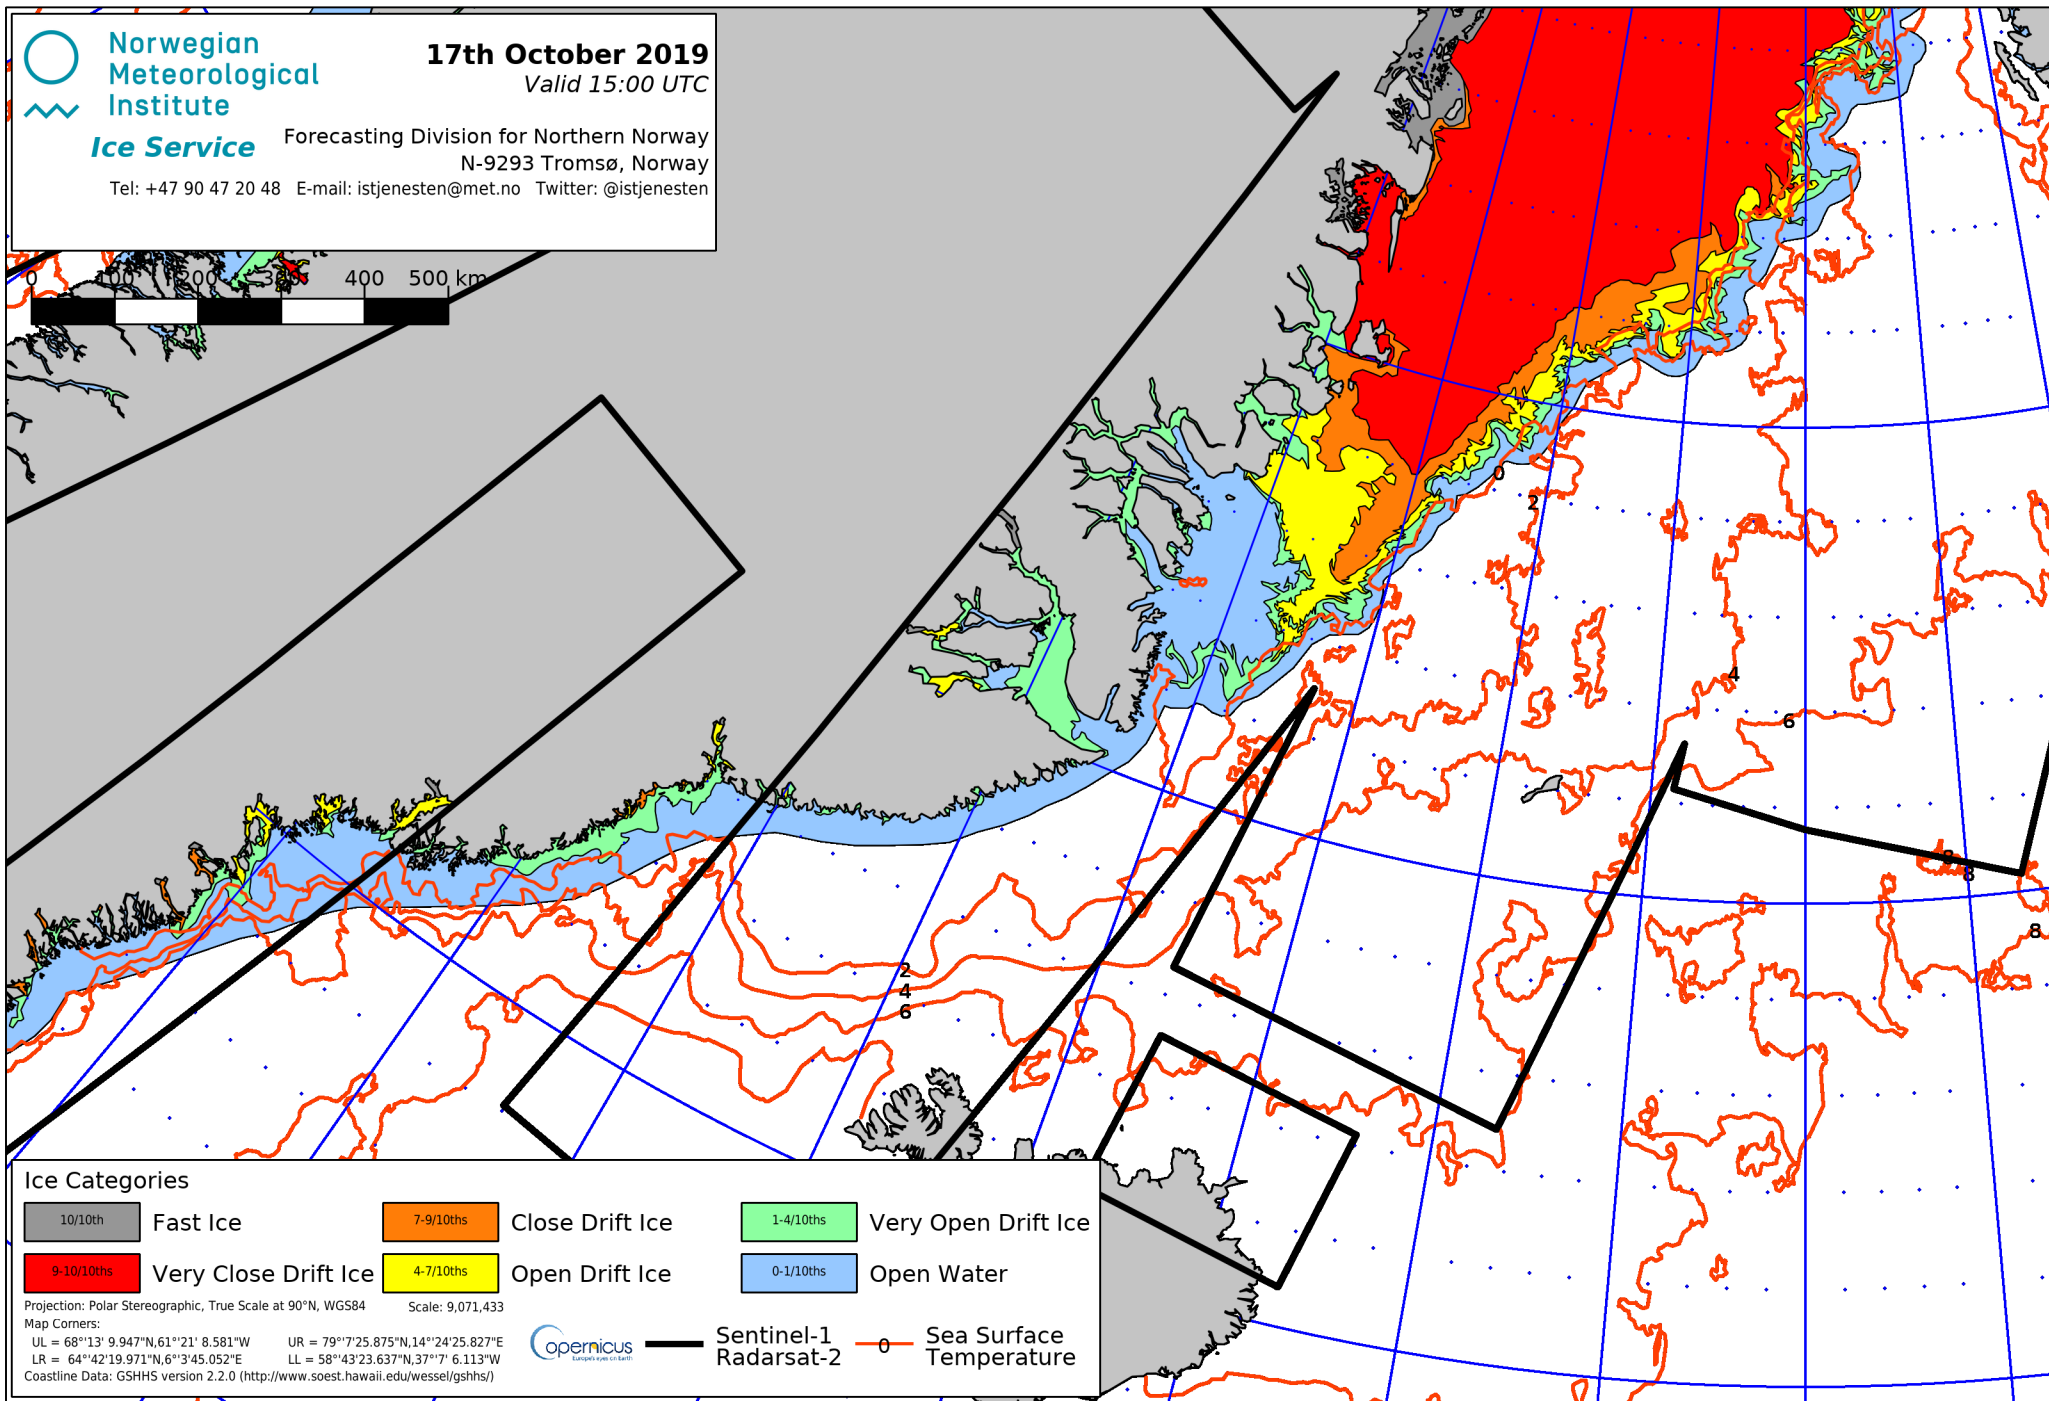 Norwegian
Meteorological
Institute
Ice Service
17th October 2019
Valid 15:00 UTC
Forecasting Division for Northern Norway
N-9293 Tromsø, Norway
Tel: +47 90 47 20 48 E-mail: istjenesten@met.no Twitter: @istjenesten
0 100 200 300 400 500 km
0
2
4
6
8
8
8
2
4
6
Ice Categories
10/10th Fast Ice
7-9/10ths Close Drift Ice
1-4/10ths Very Open Drift Ice
9-10/10ths Very Close Drift Ice
4-7/10ths Open Drift Ice
0-1/10ths Open Water
Projection: Polar Stereographic, True Scale at 90°N, WGS84 Scale: 9,071,433
Map Corners:
UL = 68°'13' 9.947"N,61°'21' 8.581"W UR = 79°'7'25.875"N,14°'24'25.827"E
LR = 64°'42'19.971"N,6°'3'45.052"E LL = 58°'43'23.637"N,37°'7' 6.113"W
Coastline Data: GSHHS version 2.2.0 (http://www.soest.hawaii.edu/wessel/gshhs/)
opernicus
Europe's eyes on Earth
Sentinel-1
Radarsat-2
0
Sea Surface
Temperature